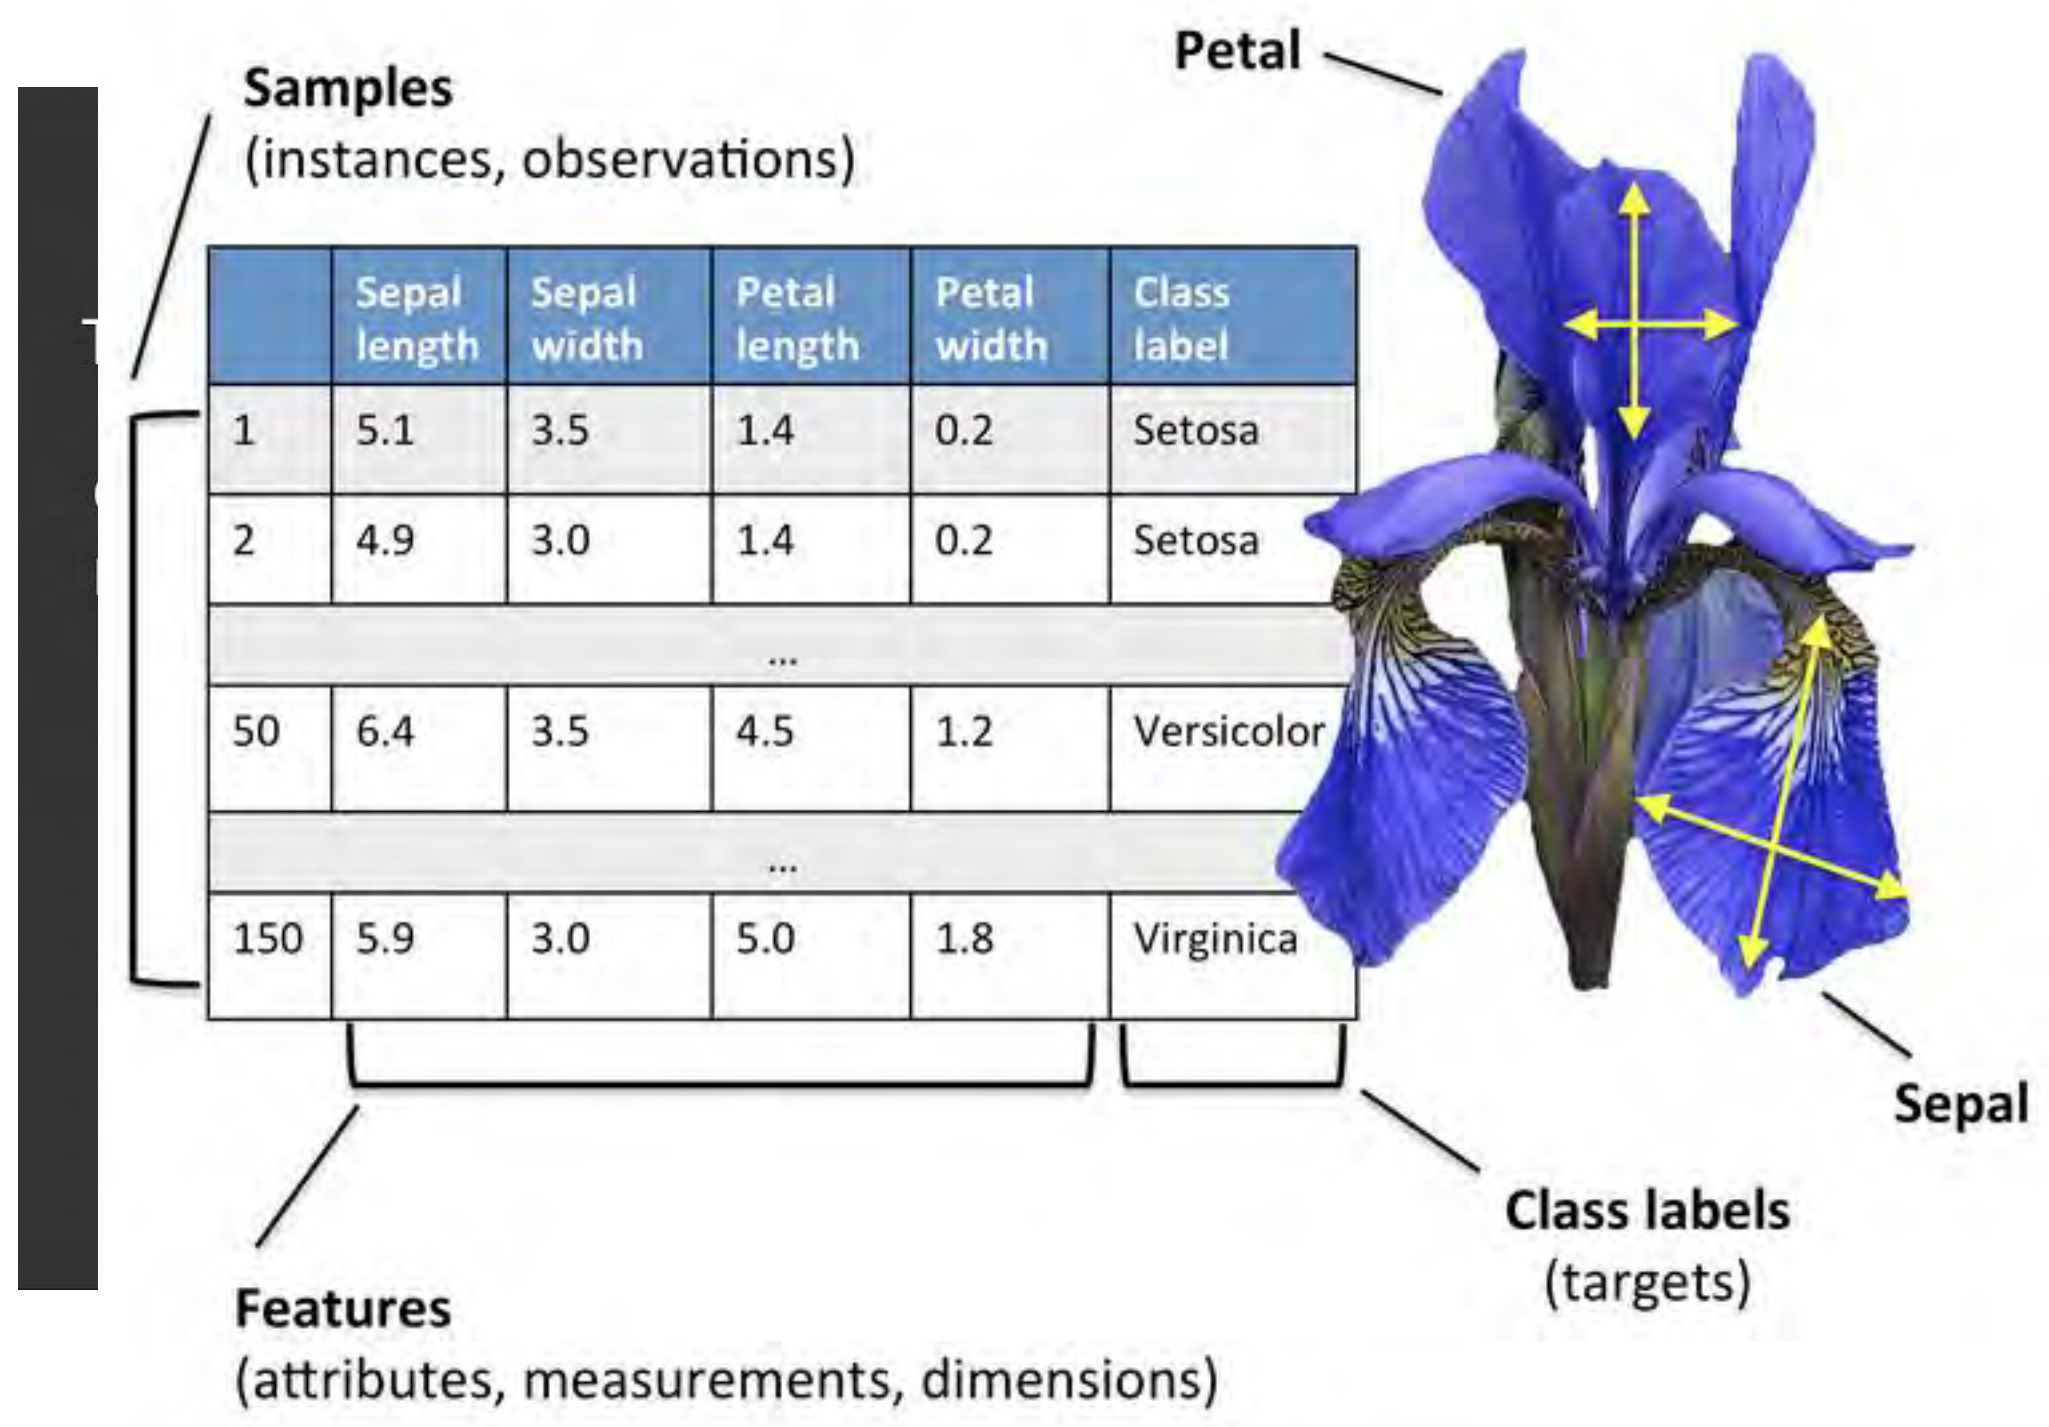 Petal
Samples
(instances, observations)
Sepal length Sepal width Petal length Petal width Class label
1 5.1 3.5 1.4 0.2 Setosa
2 4.9 3.0 1.4 0.2 Setosa
...
50 6.4 3.5 4.5 1.2 Versicolor
...
150 5.9 3.0 5.0 1.8 Virginica
Sepal
Class labels
(targets)
Features
(attributes, measurements, dimensions)